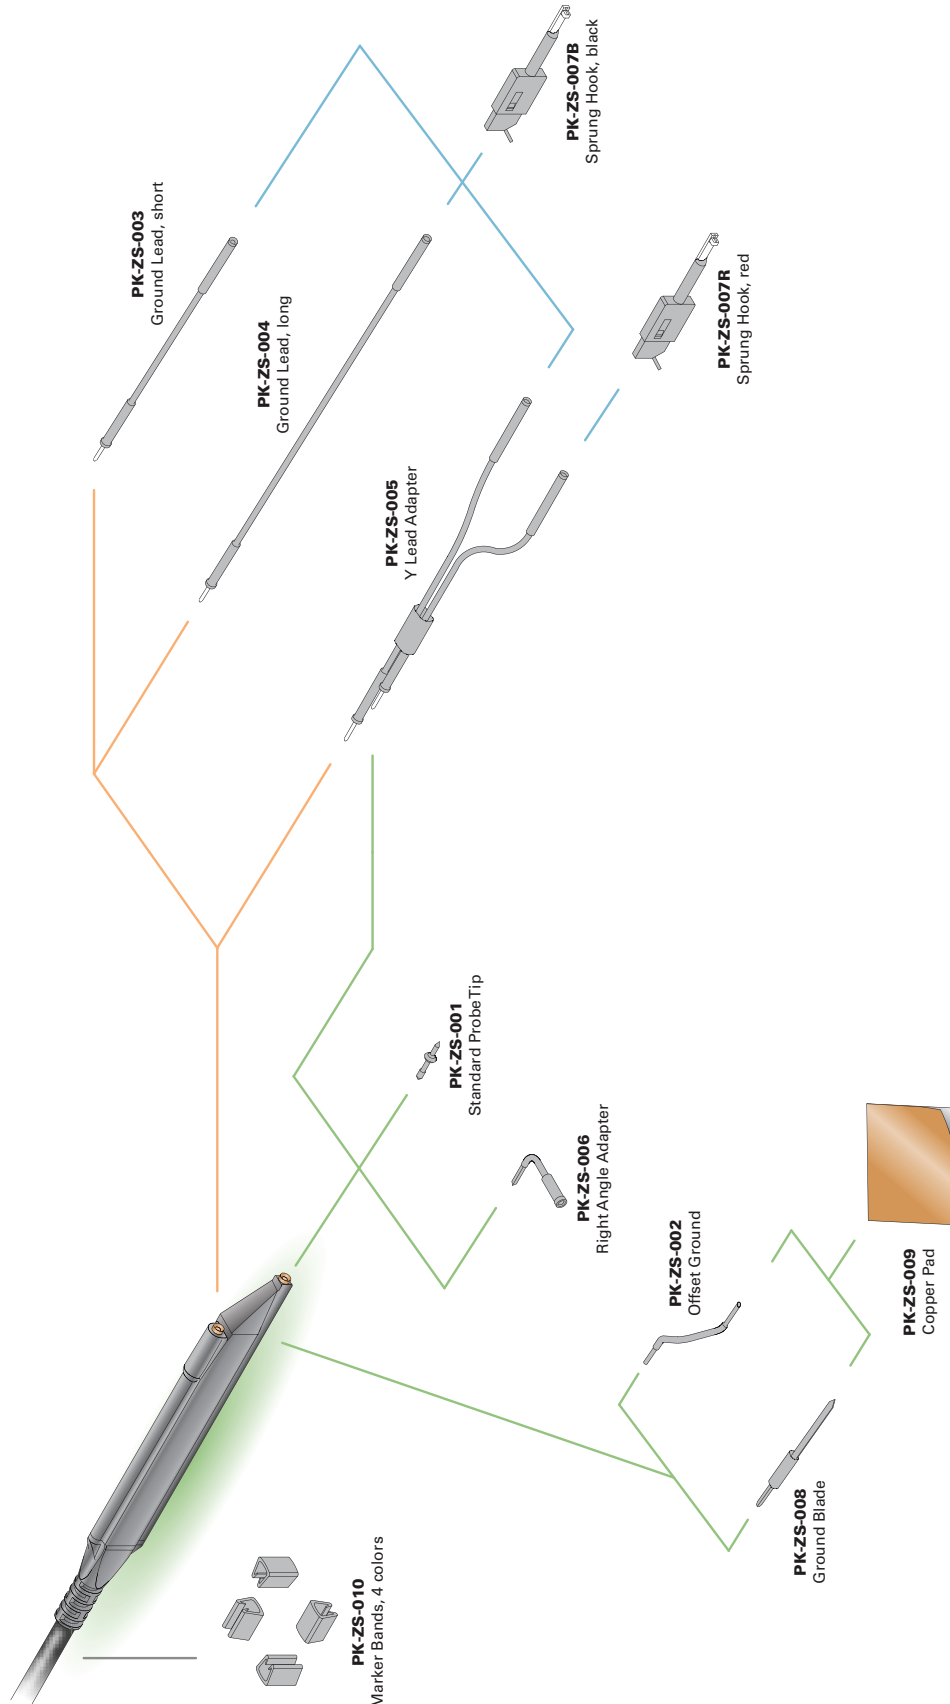 PK-ZS-003
Ground Lead, short
PK-ZS-004
Ground Lead, long
PK-ZS-005
Y Lead Adapter
PK-ZS-007B
Sprung Hook, black
PK-ZS-007R
Sprung Hook, red
PK-ZS-001
Standard Probe Tip
PK-ZS-006
Right Angle Adapter
PK-ZS-002
Offset Ground
PK-ZS-009
Copper Pad
PK-ZS-008
Ground Blade
PK-ZS-010
Marker Bands, 4 colors